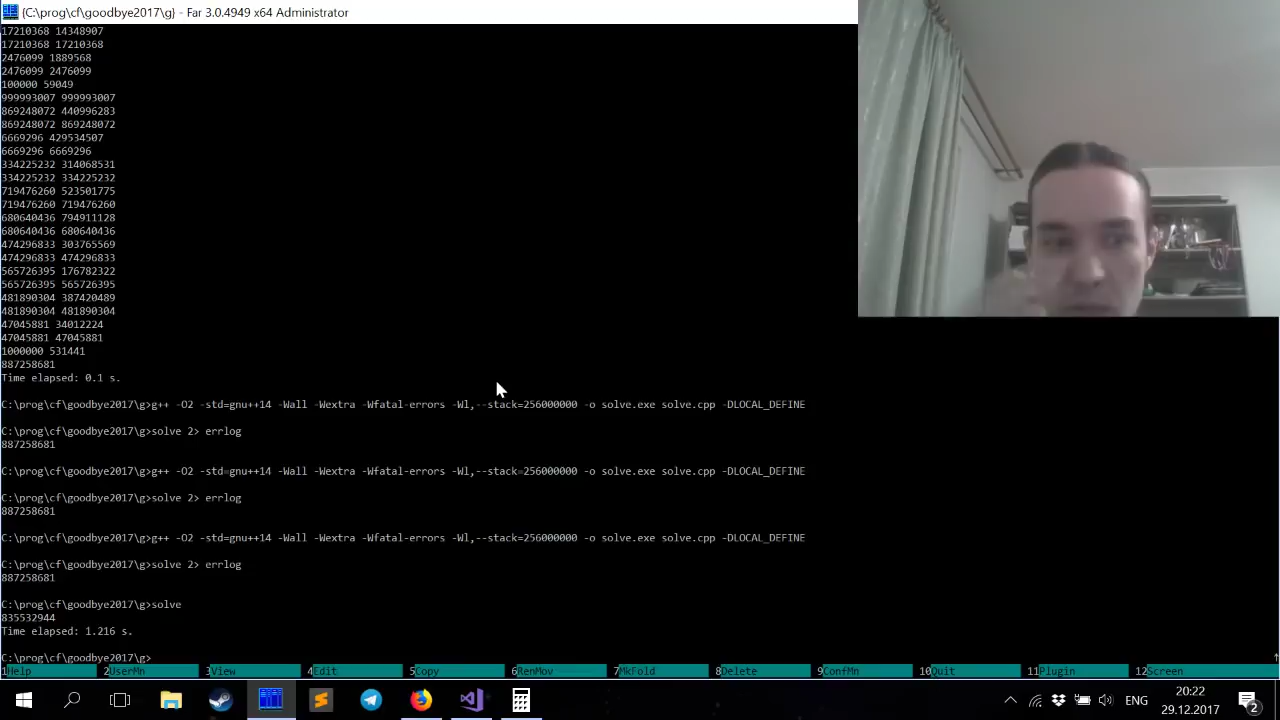 {C:\prog\cf\goodbye2017\g} - Far 3.0.4949 x64 Administrator
17210368 14348907
17210368 17210368
2476099 1889568
2476099 2476099
100000 59049
999993007 999993007
869248072 440996283
869248072 869248072
6669296 429534507
6669296 6669296
334225232 314068531
334225232 334225232
719476260 523501775
719476260 719476260
680640436 794911128
680640436 680640436
474296833 303765569
474296833 474296833
565726395 176782322
565726395 565726395
481890304 387420489
481890304 481890304
47045881 34012224
47045881 47045881
1000000 531441
887258681
Time elapsed: 0.1 s.
C:\prog\cf\goodbye2017\g>g++ -O2 -std=gnu++14 -Wall -Wextra -Wfatal-errors -Wl,--stack=256000000 -o solve.exe solve.cpp -DLOCAL_DEFINE
C:\prog\cf\goodbye2017\g>solve 2> errlog
887258681
C:\prog\cf\goodbye2017\g>g++ -O2 -std=gnu++14 -Wall -Wextra -Wfatal-errors -Wl,--stack=256000000 -o solve.exe solve.cpp -DLOCAL_DEFINE
C:\prog\cf\goodbye2017\g>solve 2> errlog
887258681
C:\prog\cf\goodbye2017\g>g++ -O2 -std=gnu++14 -Wall -Wextra -Wfatal-errors -Wl,--stack=256000000 -o solve.exe solve.cpp -DLOCAL_DEFINE
C:\prog\cf\goodbye2017\g>solve 2> errlog
887258681
C:\prog\cf\goodbye2017\g>solve
835532944
Time elapsed: 1.216 s.
C:\prog\cf\goodbye2017\g>
1Help 2UserMn 3View 4Edit 5Copy 6RenMov 7MkFold 8Delete 9ConfMn 10Quit 11Plugin 12Screen
ENG
20:22
29.12.2017
2